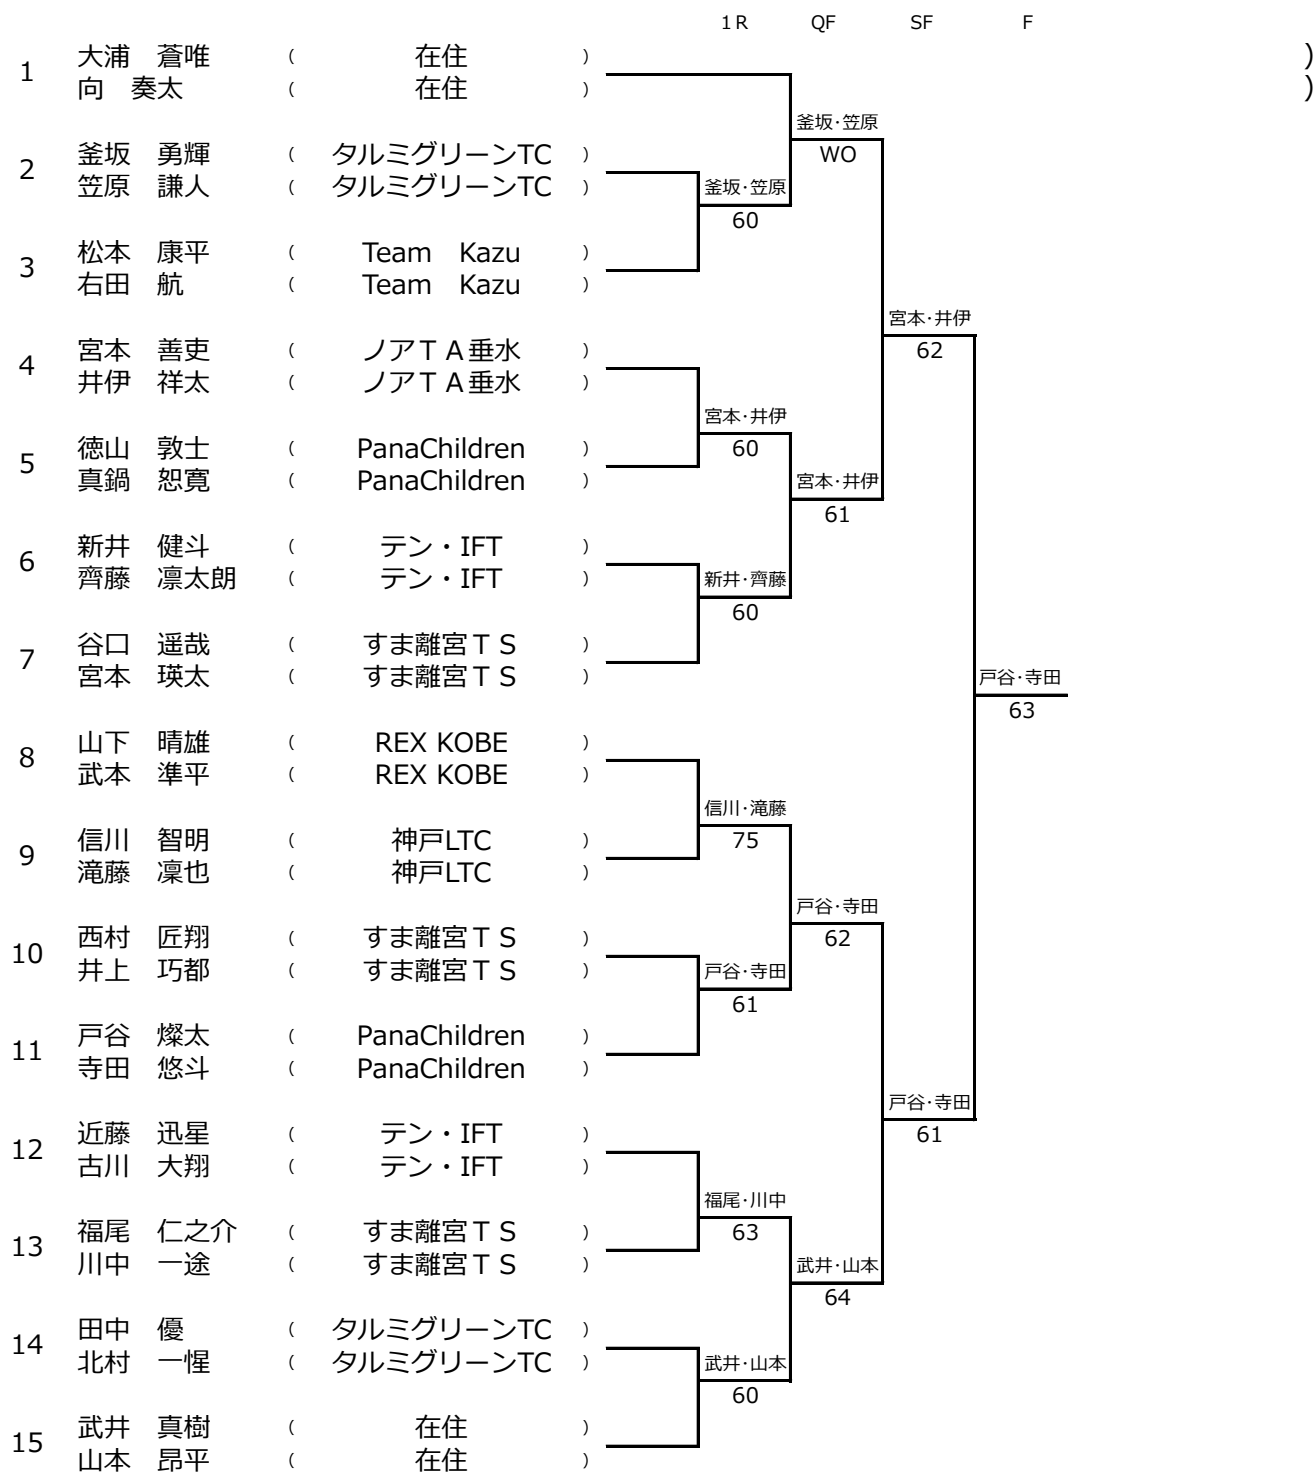 1R QF SF F
大浦 蒼唯 ( 在住 ) )
1
向 奏太 ( 在住 ) )
釜坂・笠原
釜坂 勇輝 ( タルミグリーンTC ) WO
2
笠原 謙人 ( タルミグリーンTC ) 釜坂・笠原
60
松本 康平 ( Team Kazu )
3
右田 航 ( Team Kazu )
宮本・井伊
宮本 善吏 ( ノアTA垂水 ) 62
4
井伊 祥太 ( ノアTA垂水 )
宮本・井伊
徳山 敦士 ( PanaChildren ) 60
5
真鍋 恕寛 ( PanaChildren ) 宮本・井伊
61
新井 健斗 ( テン・IFT )
6
齊藤 凛太朗 ( テン・IFT ) 新井・齊藤
60
谷口 遥哉 ( すま離宮TS )
7
宮本 瑛太 ( すま離宮TS ) 戸谷・寺田
63
山下 晴雄 ( REX KOBE )
8
武本 準平 ( REX KOBE )
信川・滝藤
信川 智明 ( 神戸LTC ) 75
9
滝藤 凜也 ( 神戸LTC )
戸谷・寺田
西村 匠翔 ( すま離宮TS ) 62
10
井上 巧都 ( すま離宮TS ) 戸谷・寺田
61
戸谷 燦太 ( PanaChildren )
11
寺田 悠斗 ( PanaChildren )
戸谷・寺田
近藤 迅星 ( テン・IFT ) 61
12
古川 大翔 ( テン・IFT )
福尾・川中
福尾 仁之介 ( すま離宮TS ) 63
13
川中 一途 ( すま離宮TS ) 武井・山本
64
田中 優 ( タルミグリーンTC )
14
北村 一惺 ( タルミグリーンTC ) 武井・山本
60
武井 真樹 ( 在住 )
15
山本 昂平 ( 在住 )